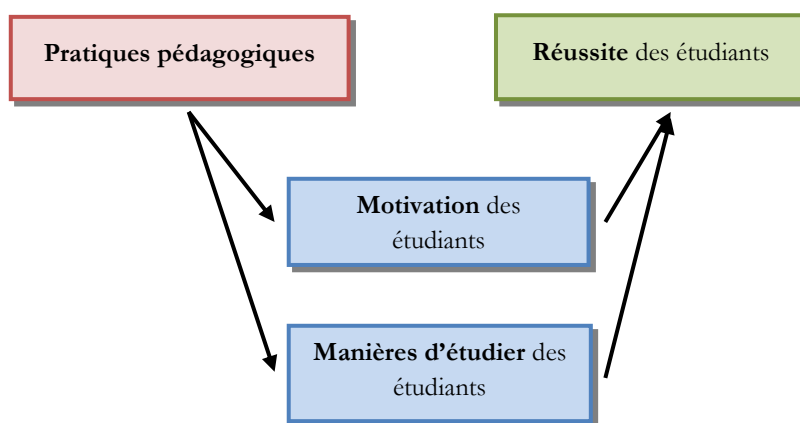 Pratiques pédagogiques
Réussite des étudiants
Motivation des
étudiants
Manières d’étudier des
étudiants